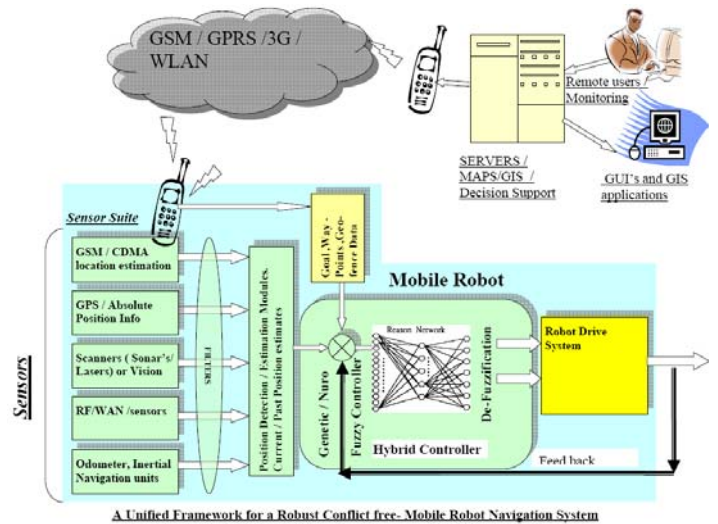 GSM / GPRS /3G /
WLAN
Remote users /
Monitoring
SERVERS /
MAPS/GIS /
Decision Support
GUI's and GIS
applications
Sensor Suite
Sensors
GSM / CDMA
location estimation
GPS / Absolute
Position Info
Scanners ( Sonar's/
Lasers) or Vision
RF/WAN /sensors
Odometer, Inertial
Navigation units
FILTERS
Position Detection / Estimation Modules.
Current / Past Position estimates
Goal ,Way -
Points ,Geo-
fence Data
Mobile Robot
Genetic / Nuro
Fuzzy Controller
Reason Network
De-Fuzzification
Hybrid Controller
Robot Drive
System
Feed back
A Unified Framework for a Robust Conflict free- Mobile Robot Navigation System